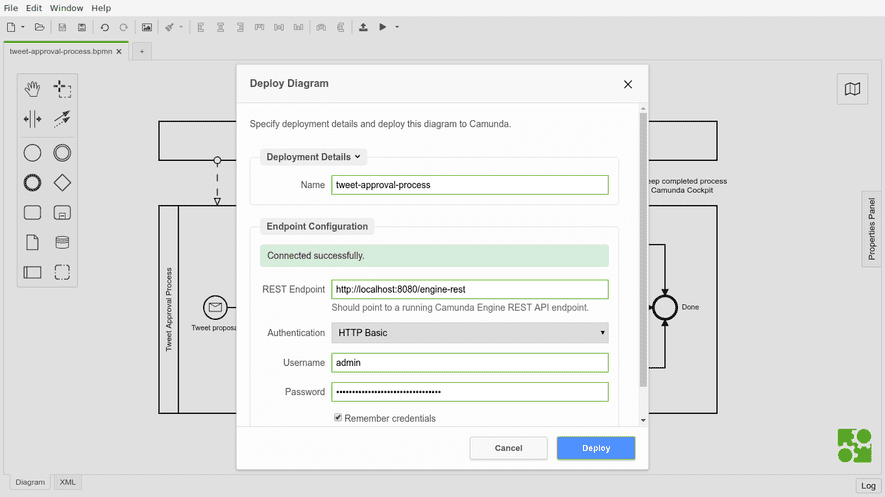 File Edit Window Help
tweet-approval-process.bpmn
Deploy Diagram
Specify deployment details and deploy this diagram to Camunda.
Deployment Details
Name tweet-approval-process
Endpoint Configuration
Connected successfully.
REST Endpoint http://localhost:8080/engine-rest
Should point to a running Camunda Engine REST API endpoint.
Authentication HTTP Basic
Username admin
Password ••••••••••••••••••••••••••••••••••
Remember credentials
Cancel Deploy
Tweet Approval Process
Tweet proposa
eep completed process
Camunda Cockpit
Done
Properties Panel
Diagram XML
Log